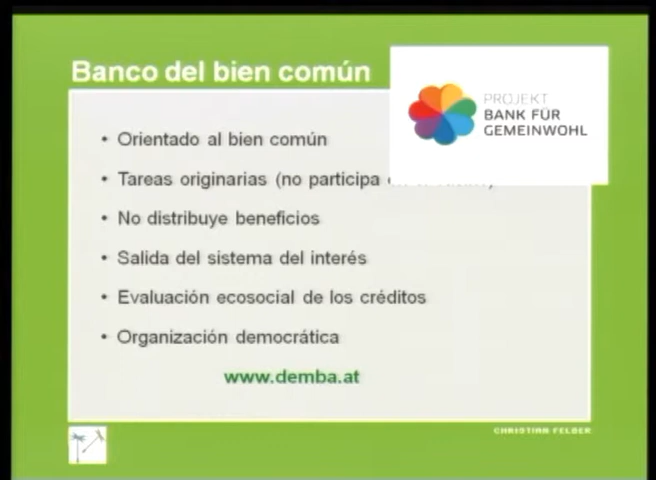 Banco del bien común
PROJEKT
BANK FÜR
GEMEINWOHL
• Orientado al bien común
• Tareas originarias (no participa
• No distribuye beneficios
• Salida del sistema del interés
• Evaluación ecosocial de los créditos
• Organización democrática
www.demba.at
CHRISTIAN FELBER